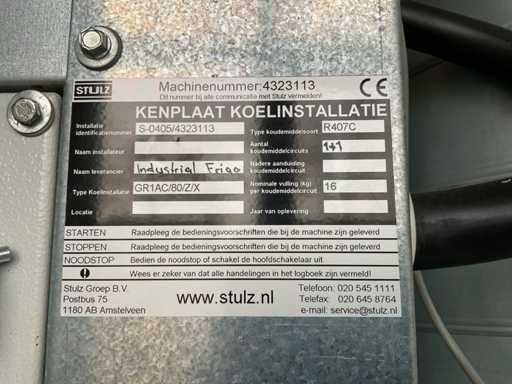 STULZ
Machinenummer:4323113
Dit nummer bij alle communicatie met Stulz vermelden!
CE
KENPLAAT KOELINSTALLATIE
Installatie identificatienummer S-0405/4323113 Type koudemiddelsoort R407C
Naam installateur Aantal koudemiddelcircuits 1+1
Naam leverancier Industrial Frigo Nadere aanduiding koudemiddelcircuit
Type Koelinstallatie GR1AC/80/Z/X Nominale vulling (kg) per koudemiddelcircuit 16
Locatie Jaar van oplevering
STARTEN Raadpleeg de bedieningsvoorschriften die bij de machine zijn geleverd
STOPPEN Raadpleeg de bedieningsvoorschriften die bij de machine zijn geleverd
NOODSTOP Bedien de noodstop of schakel de hoofdschakelaar uit
! Wees er zeker van dat alle handelingen in het logboek zijn vermeld
Stulz Groep B.V. Telefoon: 020 545 1111
Postbus 75 www.stulz.nl Telefax: 020 645 8764
1180 AB Amstelveen e-mail: service@stulz.nl